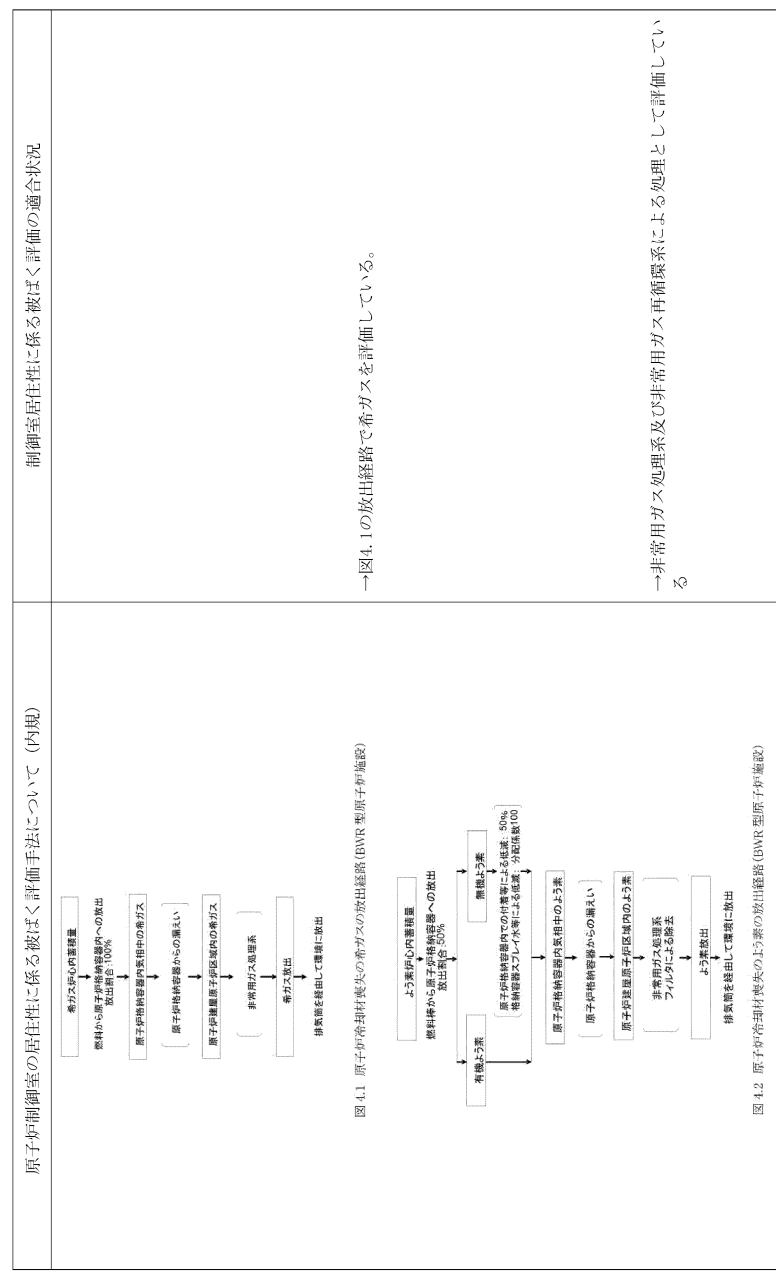 原子炉制御室の居住性に係る被ばく評価手法について（内規）
制御室居住性に係る被ばく評価の適合状況
希ガス炉心内蓄積量
燃料から原子炉格納容器内への放出
放出割合:100%
原子炉格納容器内気相中の希ガス
原子炉格納容器からの漏えい
原子炉建屋原子炉区域内の希ガス
非常用ガス処理系
希ガス放出
排気筒を経由して環境に放出
図 4.1 原子炉冷却材喪失の希ガスの放出経路(BWR 型原子炉施設)
→図4.1の放出経路で希ガスを評価している。
よう素炉心内蓄積量
燃料棒から原子炉格納容器への放出
放出割合:50%
有機よう素
無機よう素
原子炉格納容器内での付着等による低減: 50%
格納容器スプレイ水等による低減: 分配係数100
原子炉格納容器内気相中のよう素
原子炉格納容器からの漏えい
原子炉建屋原子炉区域内のよう素
非常用ガス処理系
フィルタによる除去
よう素放出
排気筒を経由して環境に放出
図 4.2 原子炉冷却材喪失のよう素の放出経路(BWR 型原子炉施設)
→非常用ガス処理系及び非常用ガス再循環系による処理として評価してい
る